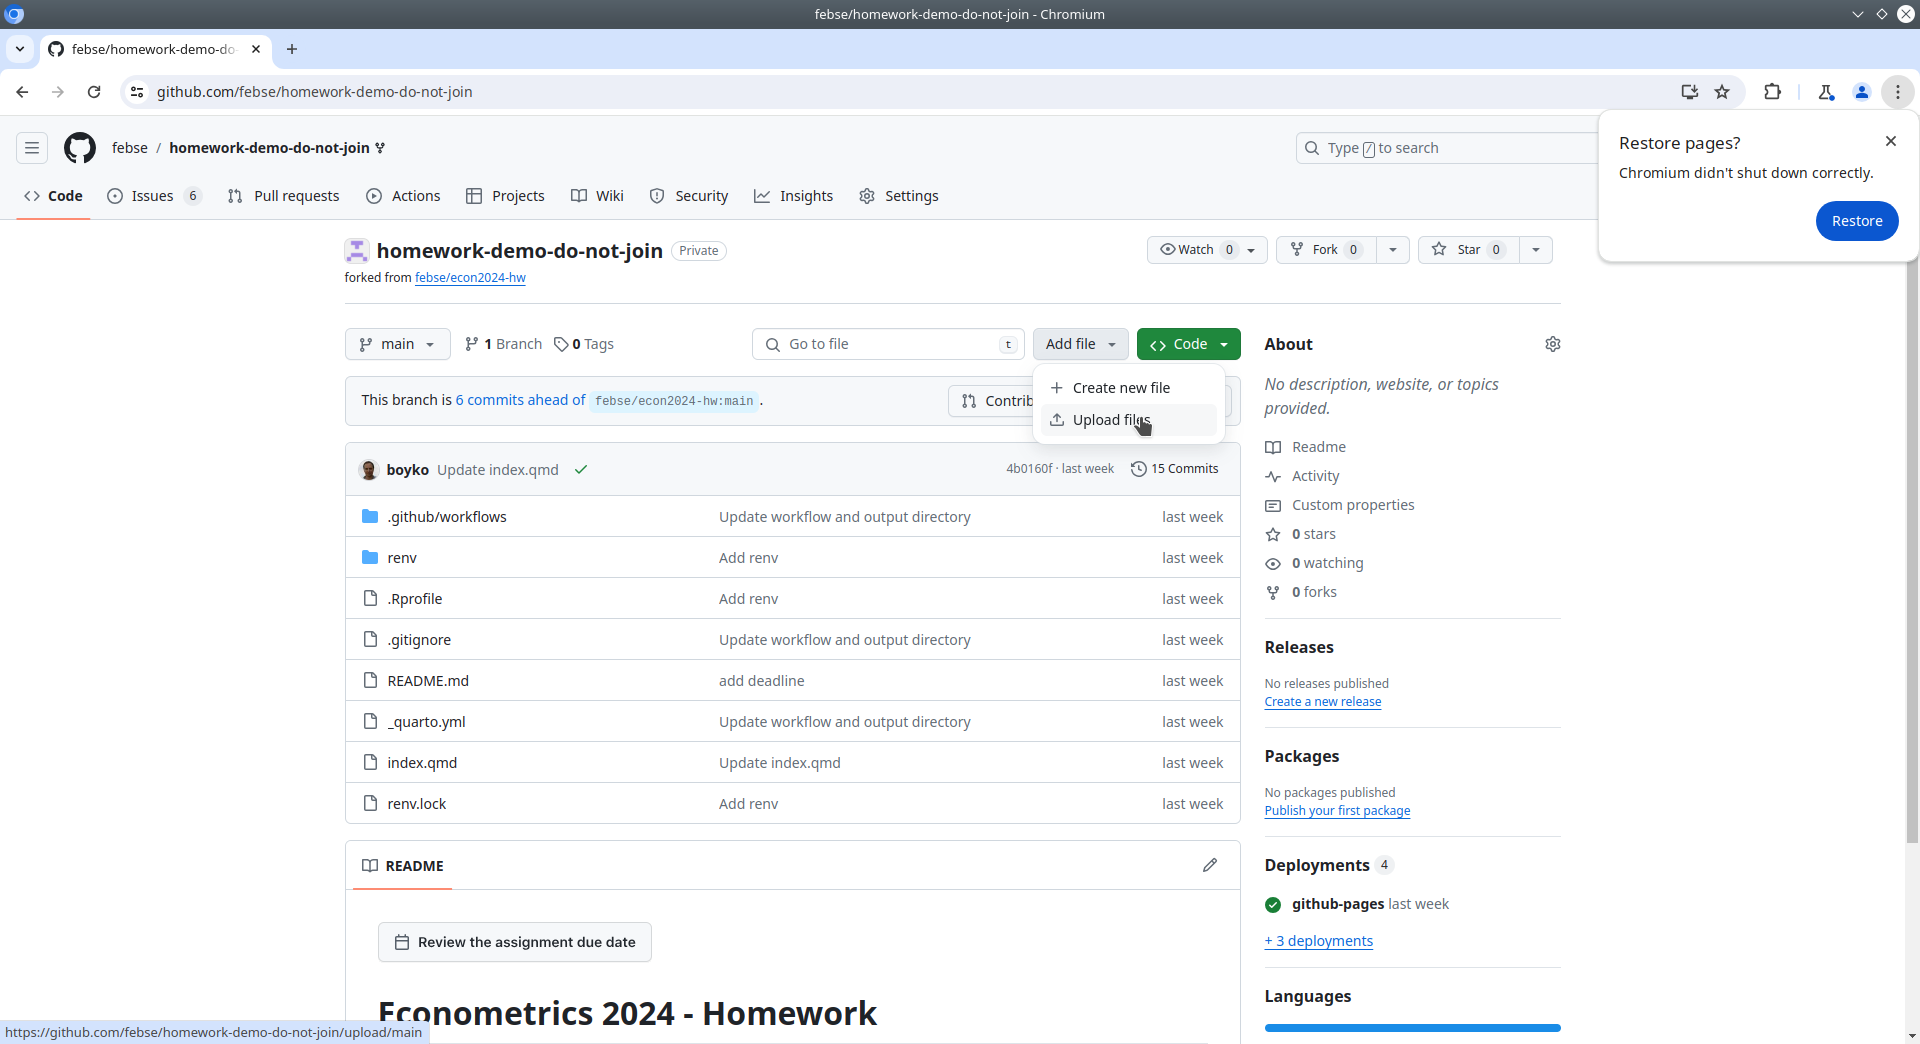 febse/homework-demo-do-not-join - Chromium
febse/homework-demo-do
github.com/febse/homework-demo-do-not-join
febse / homework-demo-do-not-join
Type / to search
Restore pages?
Chromium didn't shut down correctly.
Restore
Code
Issues 6
Pull requests
Actions
Projects
Wiki
Security
Insights
Settings
homework-demo-do-not-join Private
forked from febse/econ2024-hw
Watch 0
Fork 0
Star 0
main
1 Branch
0 Tags
Go to file t
Add file
Code
Create new file
Upload files
This branch is 6 commits ahead of febse/econ2024-hw:main .
Contrib
boyko Update index.qmd
4b0160f · last week
15 Commits
.github/workflows Update workflow and output directory last week
renv Add renv last week
.Rprofile Add renv last week
.gitignore Update workflow and output directory last week
README.md add deadline last week
_quarto.yml Update workflow and output directory last week
index.qmd Update index.qmd last week
renv.lock Add renv last week
README
Review the assignment due date
Econometrics 2024 - Homework
About
No description, website, or topics
provided.
Readme
Activity
Custom properties
0 stars
0 watching
0 forks
Releases
No releases published
Create a new release
Packages
No packages published
Publish your first package
Deployments 4
github-pages last week
+ 3 deployments
Languages
https://github.com/febse/homework-demo-do-not-join/upload/main